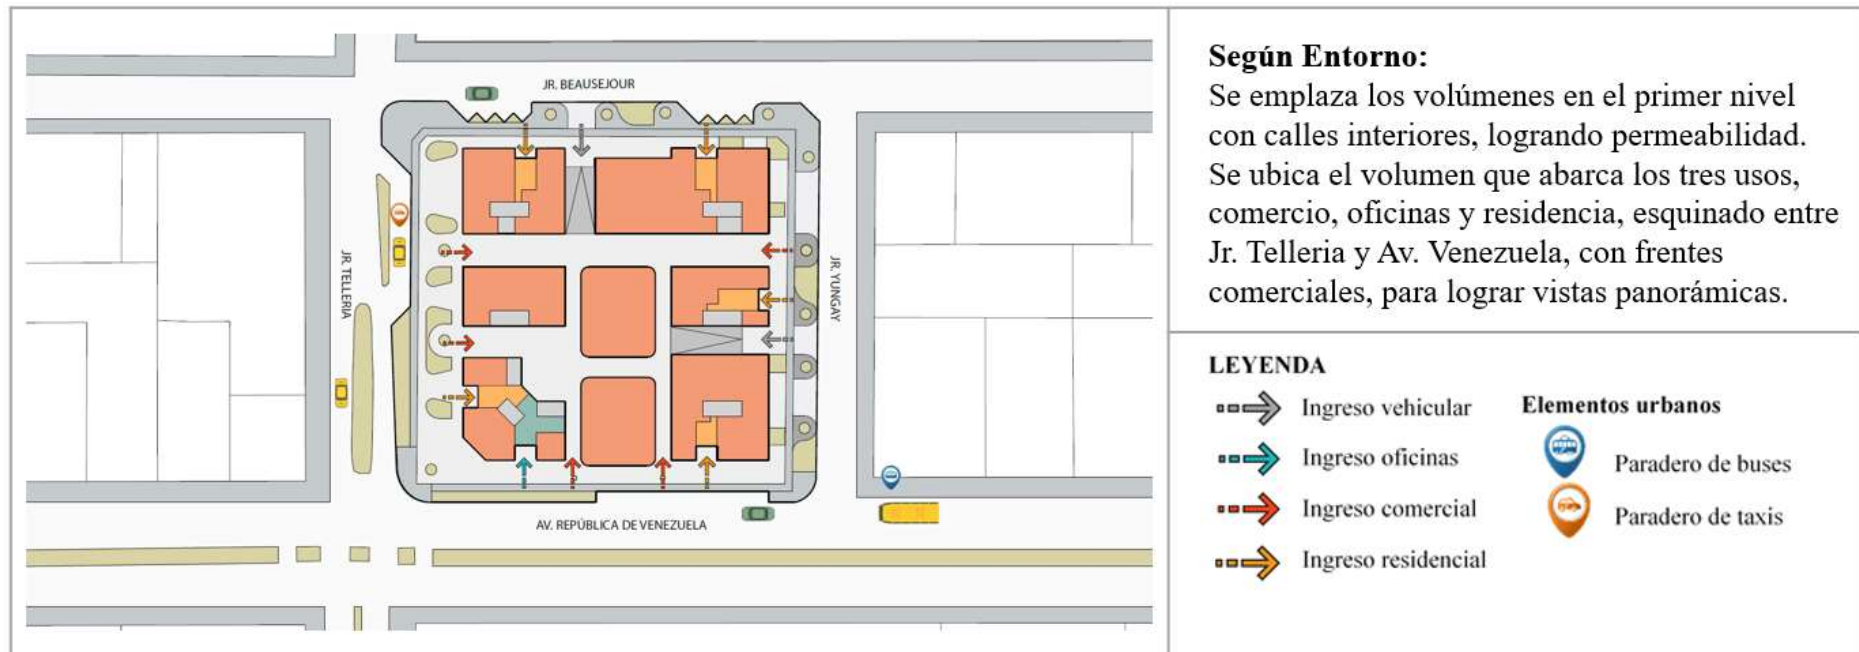 JR. BEAUSEJOUR
JR. TELLERIA
JR. YUNGAY
AV. REPÚBLICA DE VENEZUELA
Según Entorno:
Se emplaza los volúmenes en el primer nivel
con calles interiores, logrando permeabilidad.
Se ubica el volumen que abarca los tres usos,
comercio, oficinas y residencia, esquinado entre
Jr. Telleria y Av. Venezuela, con frentes
comerciales, para lograr vistas panorámicas.
LEYENDA
Ingreso vehicular
Ingreso oficinas
Ingreso comercial
Ingreso residencial
Elementos urbanos
Paradero de buses
Paradero de taxis